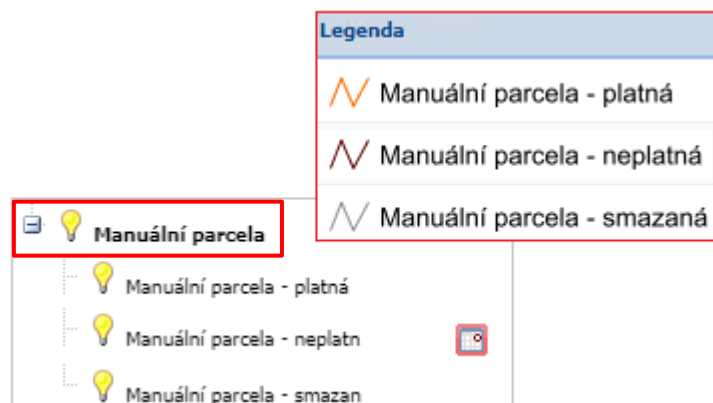 Legenda
Manuální parcela - platná
Manuální parcela - neplatná
Manuální parcela - smazaná
Manuální parcela
Manuální parcela - platná
Manuální parcela - neplatn
Manuální parcela - smazan